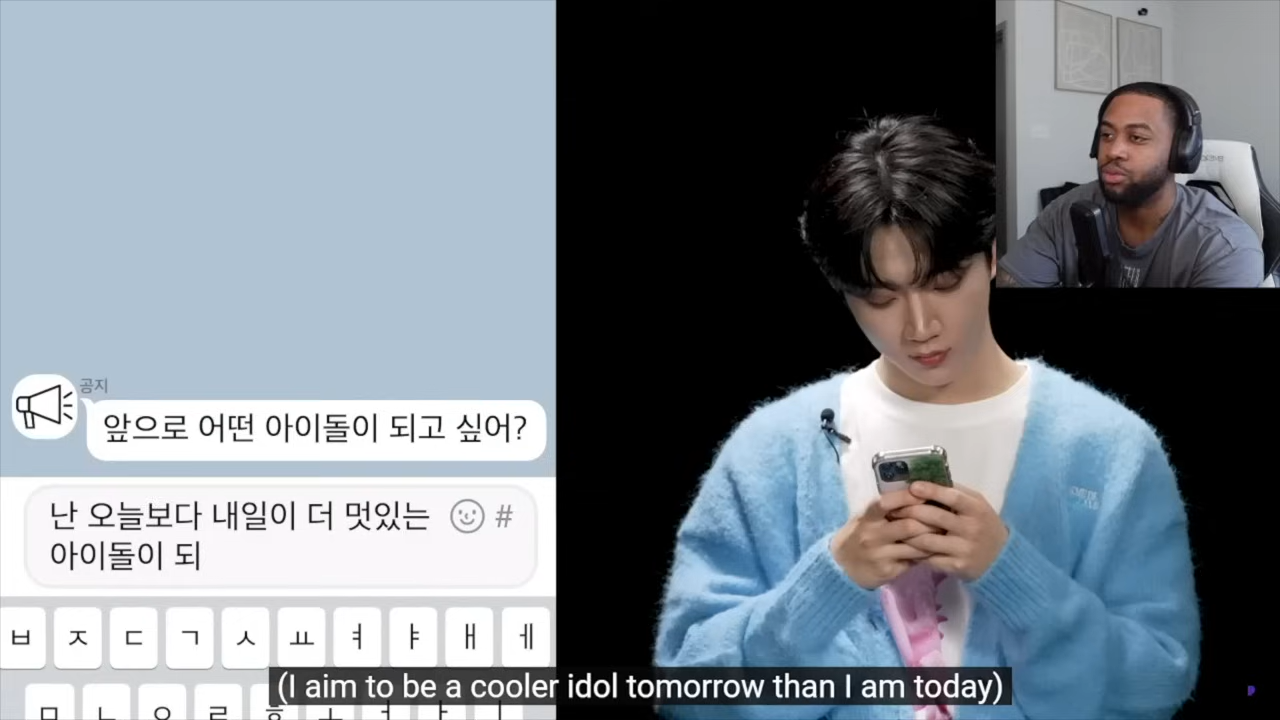 공지
앞으로 어떤 아이돌이 되고 싶어?
난 오늘보다 내일이 더 멋있는
아이돌이 되
#
ㅂ ㅈ ㄷ ㄱ ㅅ ㅛ ㅕ ㅑ ㅐ ㅔ
ㅁ ㄴ ㅇ ㄹ ㅎ ㅗ ㅓ ㅏ ㅣ
(I aim to be a cooler idol tomorrow than I am today)